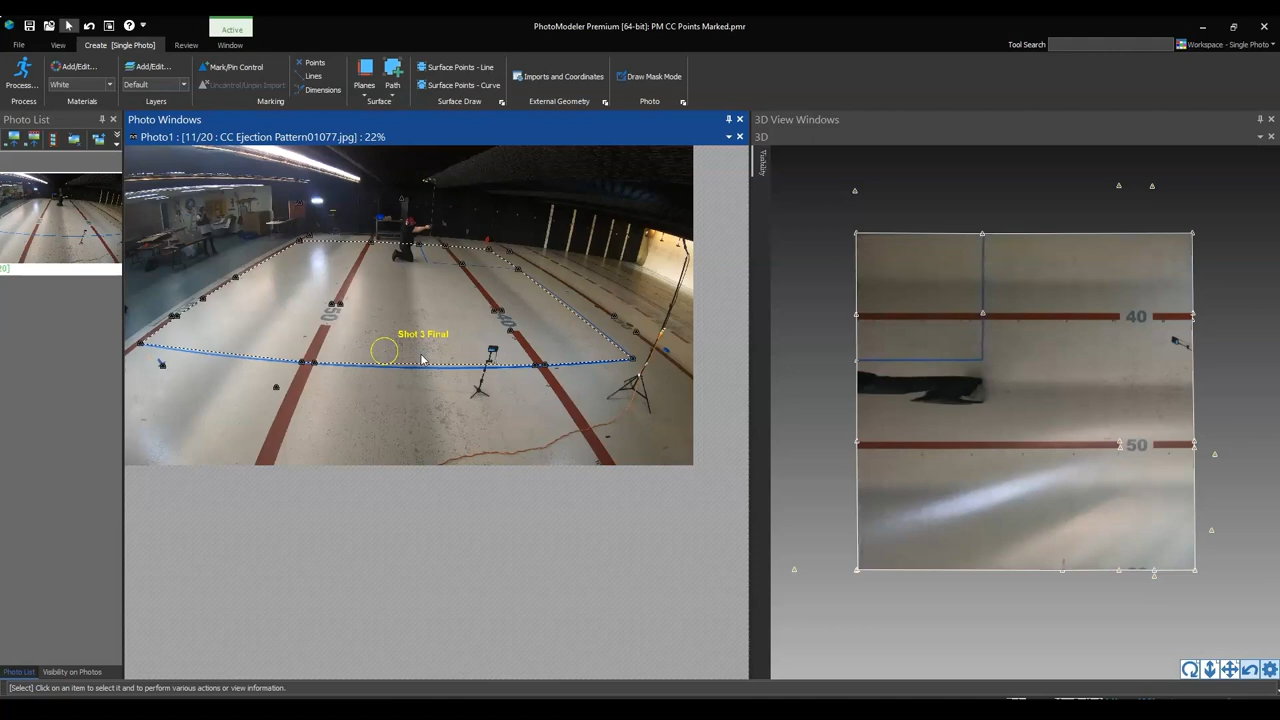 PhotoModeler Premium [64-bit]: PM CC Points Marked.pmr
Active
File View Create [Single Photo] Review Window
Tool Search
Workspace - Single Photo
Process...
Process
Add/Edit...
White
Materials
Add/Edit...
Default
Layers
Mark/Pin Control
Uncontrol/Unpin Import
Points
Lines
Dimensions
Marking
Planes
Path
Surface
Surface Points - Line
Surface Points - Curve
Surface Draw
Imports and Coordinates
External Geometry
Draw Mask Mode
Photo
Photo List
Photo Windows
3D View Windows
Photo1 : [11/20 : CC Ejection Pattern01077.jpg] : 22%
3D
Visibility
50
40
Shot 3 Final
40
50
20]
Photo List Visibility on Photos
[Select] Click on an item to select it and to perform various actions or view information.